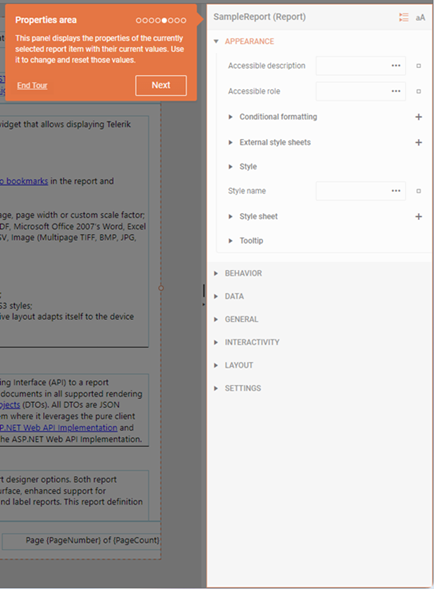 Properties area
This panel displays the properties of the currently
selected report item with their current values. Use
it to change and reset those values.
End Tour
Next
SampleReport (Report)
aA
APPEARANCE
Accessible description
Accessible role
Conditional formatting
External style sheets
Style
Style name
Style sheet
Tooltip
BEHAVIOR
DATA
GENERAL
INTERACTIVITY
LAYOUT
SETTINGS
widget that allows displaying Telerik
o bookmarks in the report and
age, page width or custom scale factor;
DF, Microsoft Office 2007's Word, Excel
SV, Image (Multipage TIFF, BMP, JPG,
S3 styles;
ive layout adapts itself to the device
ing Interface (API) to a report
documents in all supported rendering
jects (DTOs). All DTOs are JSON
em where it leverages the pure client
P.NET Web API Implementation and
he ASP.NET Web API Implementation.
rt designer options. Both report
urface, enhanced support for
nd label reports. This report definition
Page {PageNumber} of {PageCount}